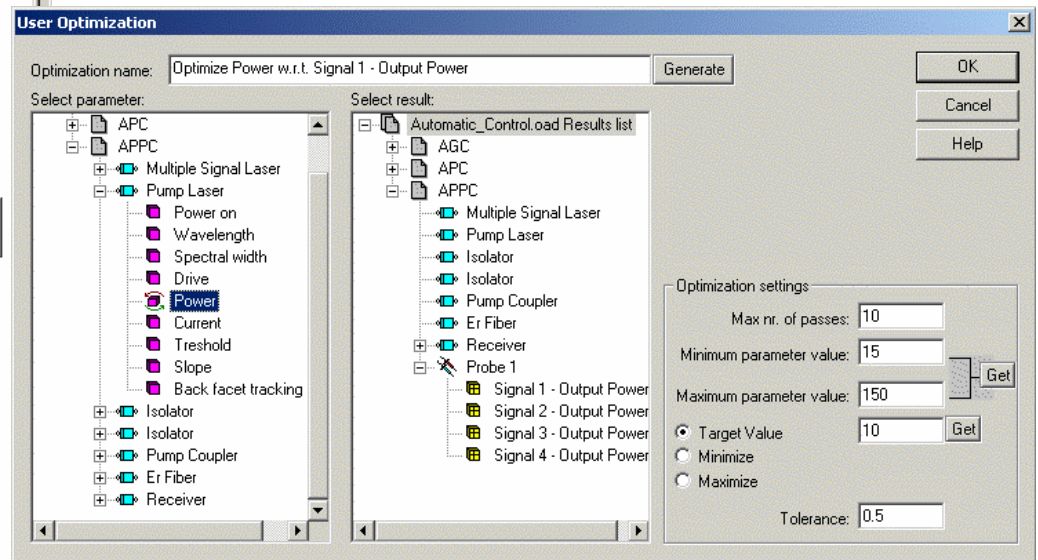 User Optimization
Optimization name: Optimize Power w.r.t. Signal 1 - Output Power Generate
OK
Cancel
Help
Select parameter:
APC
APPC
Multiple Signal Laser
Pump Laser
Power on
Wavelength
Spectral width
Drive
Power
Current
Treshold
Slope
Back facet tracking
Isolator
Isolator
Pump Coupler
Er Fiber
Receiver
Select result:
Automatic_Control.oad Results list
AGC
APC
APPC
Multiple Signal Laser
Pump Laser
Isolator
Isolator
Pump Coupler
Er Fiber
Receiver
Probe 1
Signal 1 - Output Power
Signal 2 - Output Power
Signal 3 - Output Power
Signal 4 - Output Power
Optimization settings
Max nr. of passes: 10
Minimum parameter value: 15
Get
Maximum parameter value: 150
Target Value 10 Get
Minimize
Maximize
Tolerance: 0.5